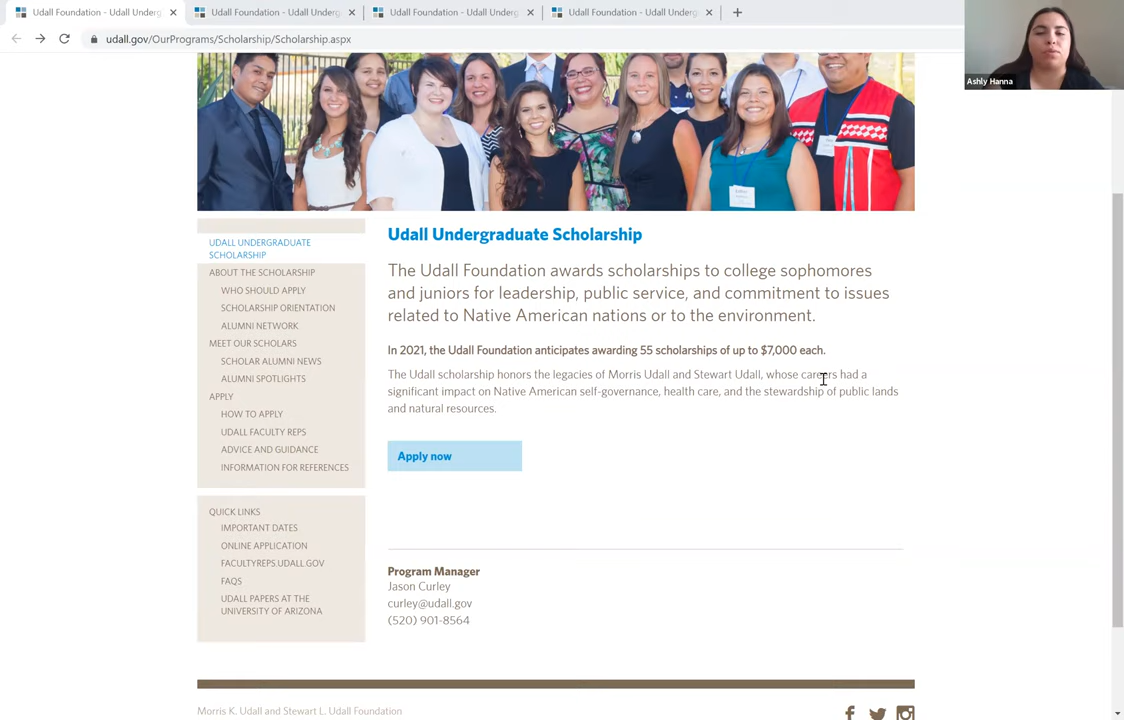 Udall Foundation - Udall Underg
Udall Foundation - Udall Underg
Udall Foundation - Udall Underg
Udall Foundation - Udall Underg
udall.gov/OurPrograms/Scholarship/Scholarship.aspx
Ashly Hanna
UDALL UNDERGRADUATE
SCHOLARSHIP
ABOUT THE SCHOLARSHIP
WHO SHOULD APPLY
SCHOLARSHIP ORIENTATION
ALUMNI NETWORK
MEET OUR SCHOLARS
SCHOLAR ALUMNI NEWS
ALUMNI SPOTLIGHTS
APPLY
HOW TO APPLY
UDALL FACULTY REPS
ADVICE AND GUIDANCE
INFORMATION FOR REFERENCES
QUICK LINKS
IMPORTANT DATES
ONLINE APPLICATION
FACULTYREPS.UDALL.GOV
FAQS
UDALL PAPERS AT THE
UNIVERSITY OF ARIZONA
Udall Undergraduate Scholarship
The Udall Foundation awards scholarships to college sophomores
and juniors for leadership, public service, and commitment to issues
related to Native American nations or to the environment.
In 2021, the Udall Foundation anticipates awarding 55 scholarships of up to $7,000 each.
The Udall scholarship honors the legacies of Morris Udall and Stewart Udall, whose careers had a
significant impact on Native American self-governance, health care, and the stewardship of public lands
and natural resources.
Apply now
Program Manager
Jason Curley
curley@udall.gov
(520) 901-8564
Morris K. Udall and Stewart L. Udall Foundation